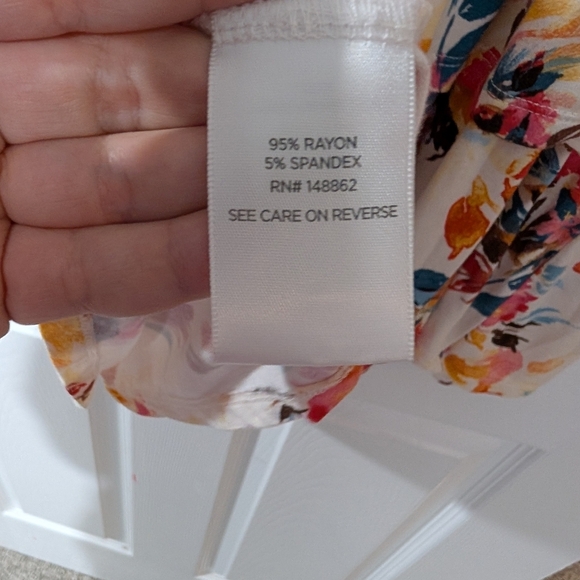 95% RAYON
5% SPANDEX
RN# 148862
SEE CARE ON REVERSE